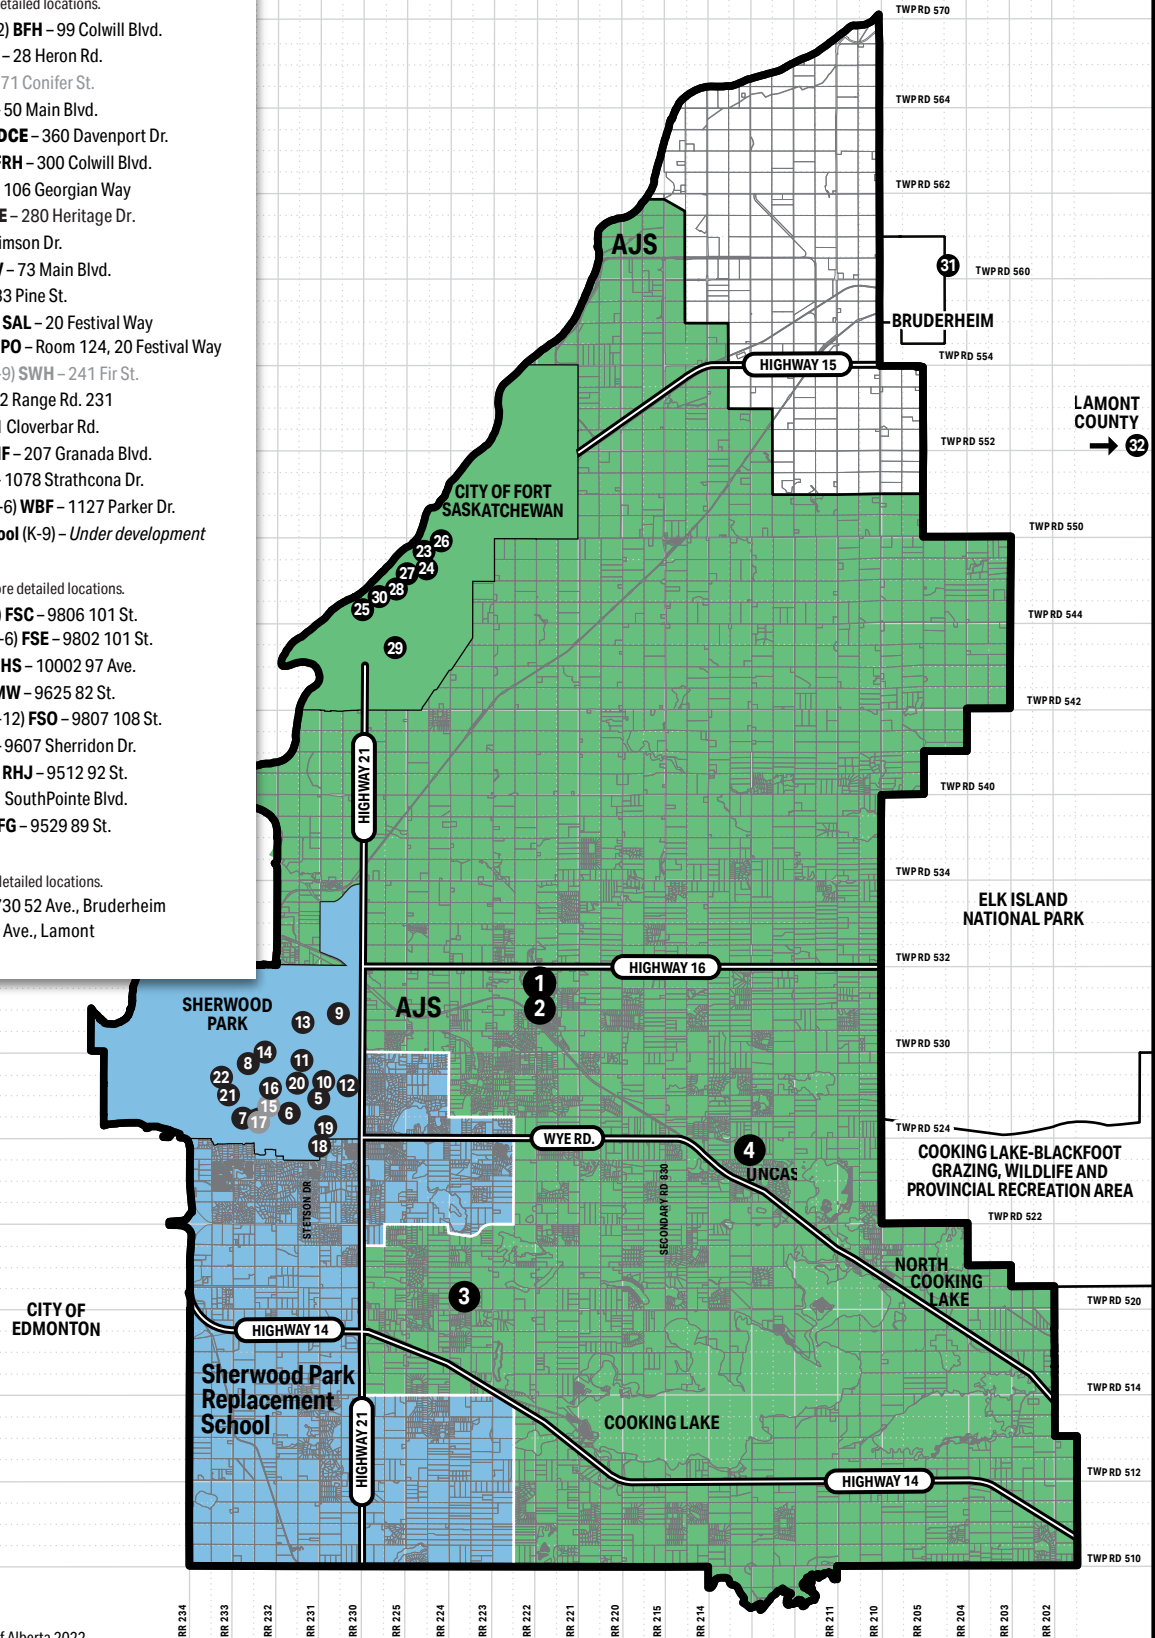 etailed locations.
2) BFH – 99 Colwill Blvd.
– 28 Heron Rd.
71 Conifer St.
50 Main Blvd.
DCE – 360 Davenport Dr.
FRH – 300 Colwill Blvd.
106 Georgian Way
E – 280 Heritage Dr.
imson Dr.
V – 73 Main Blvd.
33 Pine St.
SAL – 20 Festival Way
PO – Room 124, 20 Festival Way
-9) SWH – 241 Fir St.
2 Range Rd. 231
1 Cloverbar Rd.
IF – 207 Granada Blvd.
- 1078 Strathcona Dr.
-6) WBF – 1127 Parker Dr.
ool (K-9) – Under development
ore detailed locations.
) FSC – 9806 101 St.
-6) FSE – 9802 101 St.
HS – 10002 97 Ave.
MW – 9625 82 St.
-12) FSO – 9807 108 St.
- 9607 Sherridon Dr.
RHJ – 9512 92 St.
SouthPointe Blvd.
FG – 9529 89 St.
detailed locations.
730 52 Ave., Bruderheim
Ave., Lamont
TWP RD 570
TWP RD 564
TWP RD 562
AJS
31
TWP RD 560
BRUDERHEIM
TWP RD 554
HIGHWAY 15
LAMONT
COUNTY
32
TWP RD 552
CITY OF FORT
SASKATCHEWAN
TWP RD 550
26
23
24
27
28
30
25
TWP RD 544
29
TWP RD 542
HIGHWAY 21
TWP RD 540
TWP RD 534
ELK ISLAND
NATIONAL PARK
TWP RD 532
HIGHWAY 16
1
2
AJS
SHERWOOD
PARK
9
13
TWP RD 530
14
8
11
22
21
16
20
10
12
5
15
6
7
17
19
18
TWP RD 524
WYE RD.
4
UNCAS
COOKING LAKE-BLACKFOOT
GRAZING, WILDLIFE AND
PROVINCIAL RECREATION AREA
STETSON DR
SECONDARY RD 830
TWP RD 522
NORTH
COOKING
LAKE
3
TWP RD 520
CITY OF
EDMONTON
HIGHWAY 14
Sherwood Park
Replacement
School
TWP RD 514
HIGHWAY 21
COOKING LAKE
TWP RD 512
HIGHWAY 14
TWP RD 510
RR 234
RR 233
RR 232
RR 231
RR 230
RR 225
RR 224
RR 223
RR 222
RR 221
RR 220
RR 215
RR 214
RR 211
RR 210
RR 205
RR 204
RR 203
RR 202
of Alberta 2022